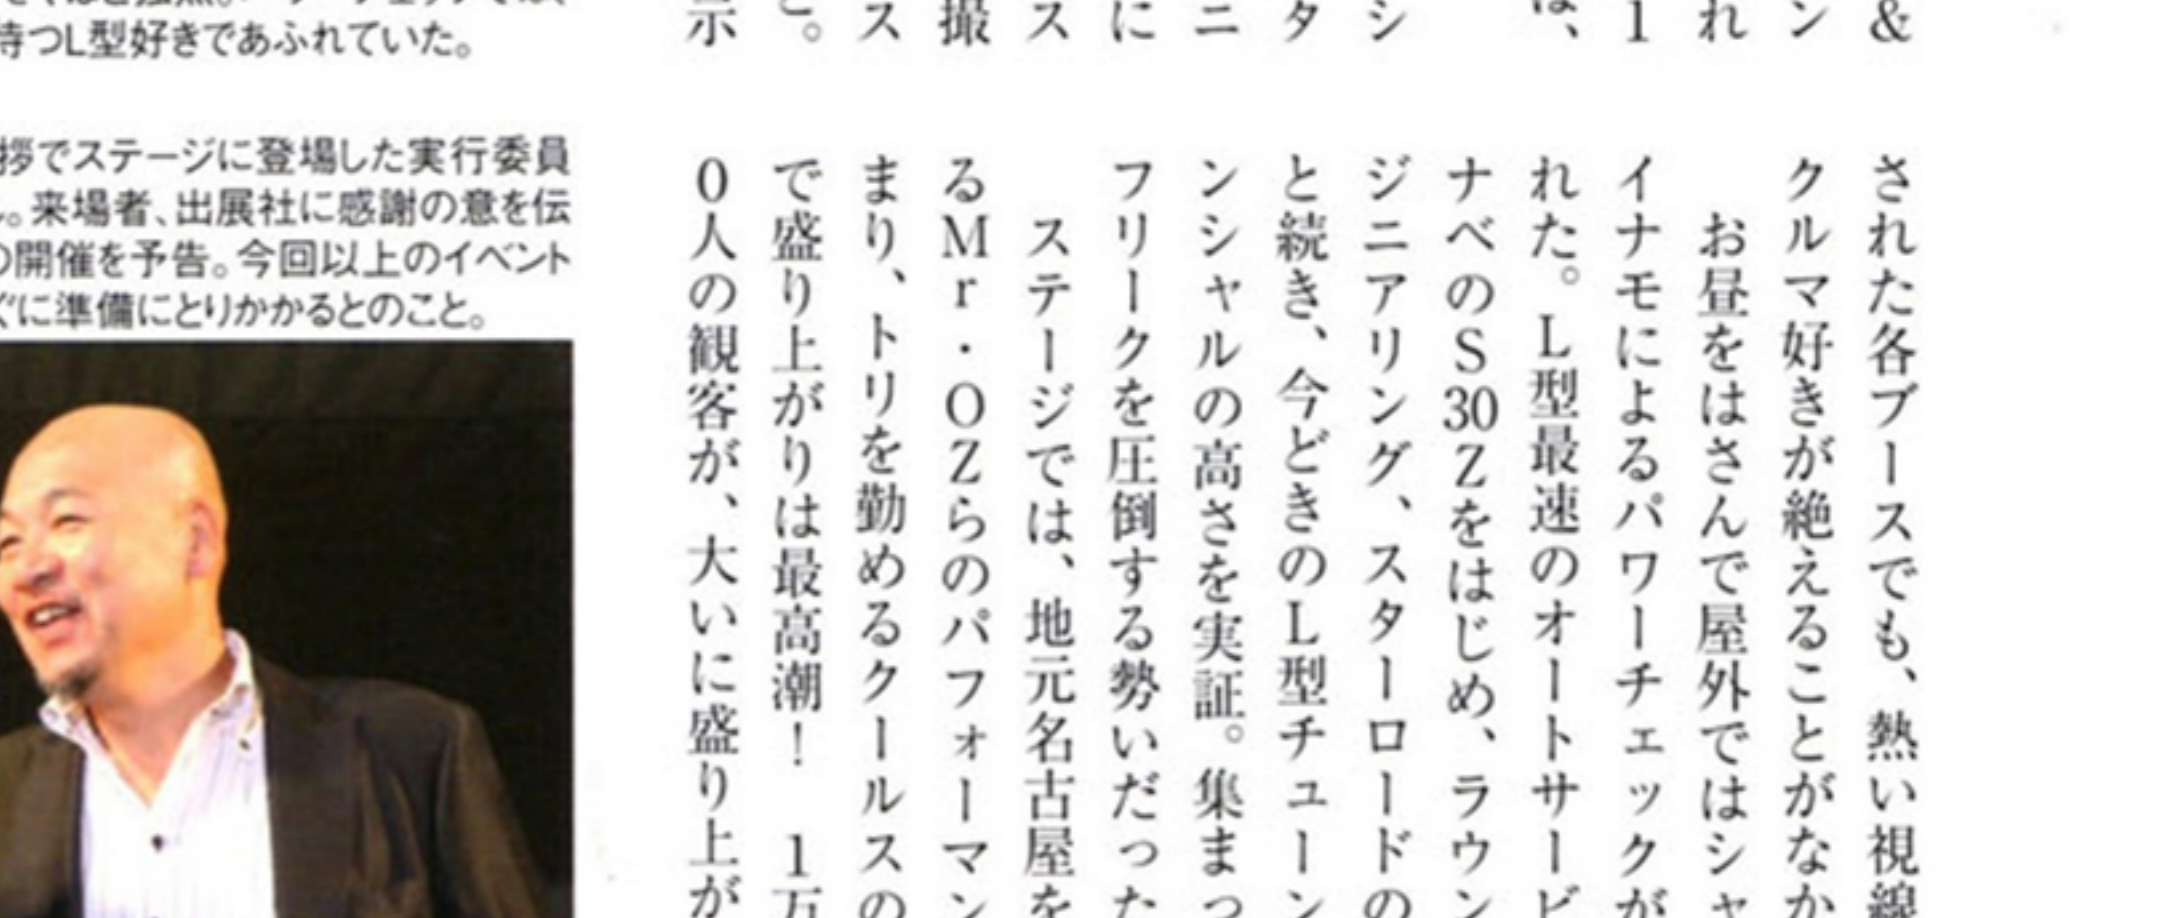 &
ン
れ
1
は、
シ
タ
ニ
に
ス
撮
ス
と。
示
された各ブースでも、熱い視線
クルマ好きが絶えることがなか
お昼をはさんで屋外ではシャ
イナモによるパワーチェックが
れた。L型最速のオートサービ
ナベのS30Zをはじめ、ラウン
ジニアリング、スターロードの
と続き、今どきのL型チューン
ンシャルの高さを実証。集まっ
フリークを圧倒する勢いだった
ステージでは、地元名古屋を
るMr・OZらのパフォーマン
まり、トリを勤めるクールスの
で盛り上がりは最高潮！ 1万
0人の観客が、大いに盛り上が
待つL型好きであふれていた。
拶でステージに登場した実行委員
。来場者、出展社に感謝の意を伝
の開催を予告。今回以上のイベント
ぐに準備にとりかかるとのこと。